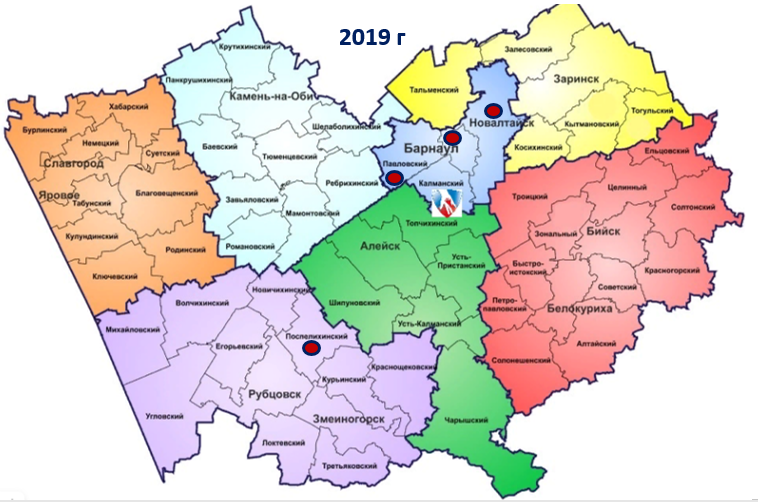 2019 г
Крутихинский
Панкрушихинский
Камень-на-Оби
Хабарский
Бурлинский
Немецкий
Суетский
Славгород
Яровое
Табунский
Благовещенский
Кулундинский
Родинский
Ключевский
Шелаболихинский
Баевский
Тюменцевский
Ребрихинский
Завьяловский
Мамонтовский
Романовский
Залесовский
Тальменский
Заринск
Тогульский
Кытмановский
Косихинский
Новалтайск
Барнаул
Павловский
Калманский
Топчихинский
Алейск
Усть-
Пристанский
Шипуновский
Усть-Калманский
Чарышский
Ельцовский
Целинный
Троицкий
Солтонский
Зональный
Бийск
Быстро-
истокский
Красногорский
Советский
Петро-
павловский
Белокуриха
Алтайский
Солонешенский
Новичихинский
Волчихинский
Михайловский
Поспелихинский
Егорьевский
Краснощековский
Курьинский
Рубцовск
Угловский
Змеиногорск
Локтевский
Третьяковский